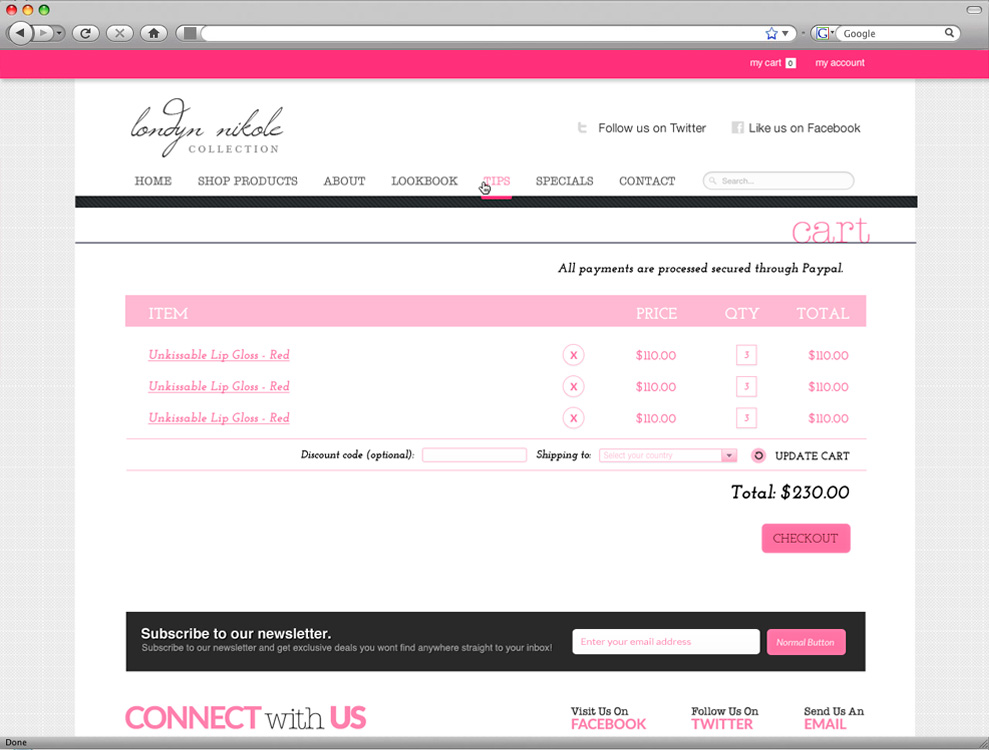 Google
my cart 0 my account
londyn nikole
COLLECTION
Follow us on Twitter Like us on Facebook
HOME SHOP PRODUCTS ABOUT LOOKBOOK TIPS SPECIALS CONTACT Search...
cart
All payments are processed secured through Paypal.
ITEM PRICE QTY TOTAL
Unkissable Lip Gloss - Red X $110.00 3 $110.00
Unkissable Lip Gloss - Red X $110.00 3 $110.00
Unkissable Lip Gloss - Red X $110.00 3 $110.00
Discount code (optional): Shipping to: Select your country UPDATE CART
Total: $230.00
CHECKOUT
Subscribe to our newsletter.
Subscribe to our newsletter and get exclusive deals you wont find anywhere straight to your inbox!
Enter your email address Normal Button
CONNECT with US
Visit Us On
FACEBOOK
Follow Us On
TWITTER
Send Us An
EMAIL
Done